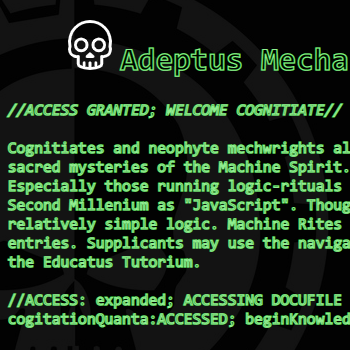 Adeptus Mecha
//ACCESS GRANTED; WELCOME COGNITIATE//
Cognitiates and neophyte mechwrights al
sacred mysteries of the Machine Spirit.
Especially those running logic-rituals
Second Millenium as "JavaScript". Thoug
relatively simple logic. Machine Rites
entries. Supplicants may use the naviga
the Educatus Tutorium.
//ACCESS: expanded; ACCESSING DOCUFILE
cogitationQuanta:ACCESSED; beginKnowled